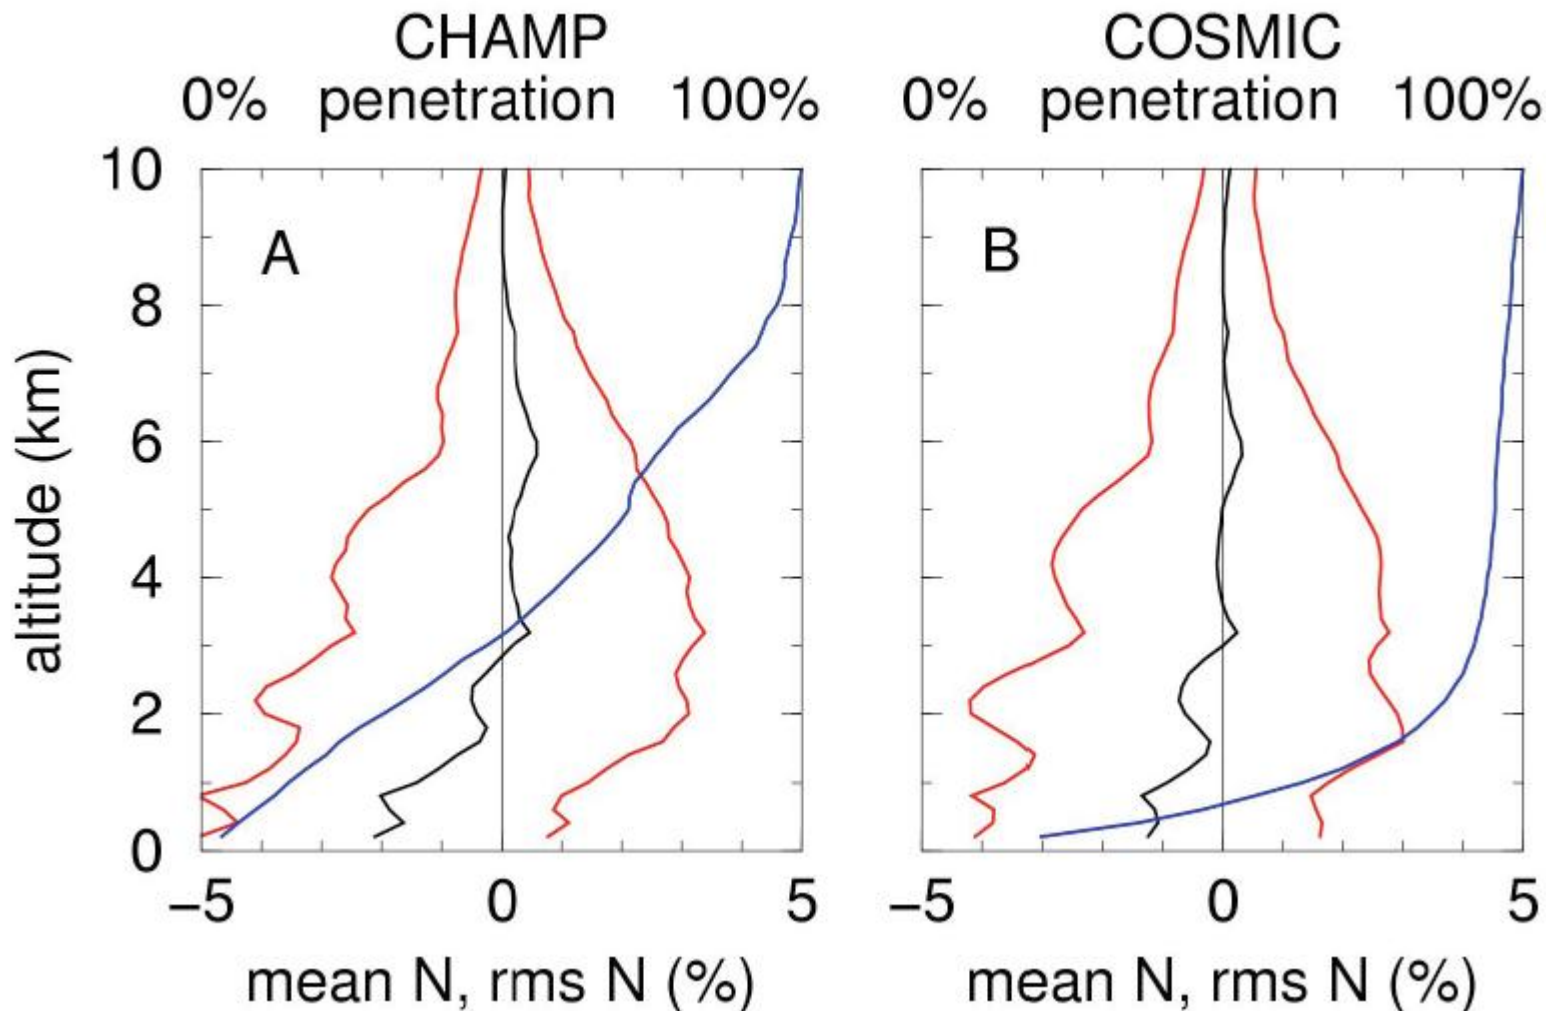 CHAMP
0% penetration 100%
COSMIC
0% penetration 100%
altitude (km)
10
8
6
4
2
0
A
−5 0 5
mean N, rms N (%)
B
−5 0 5
mean N, rms N (%)